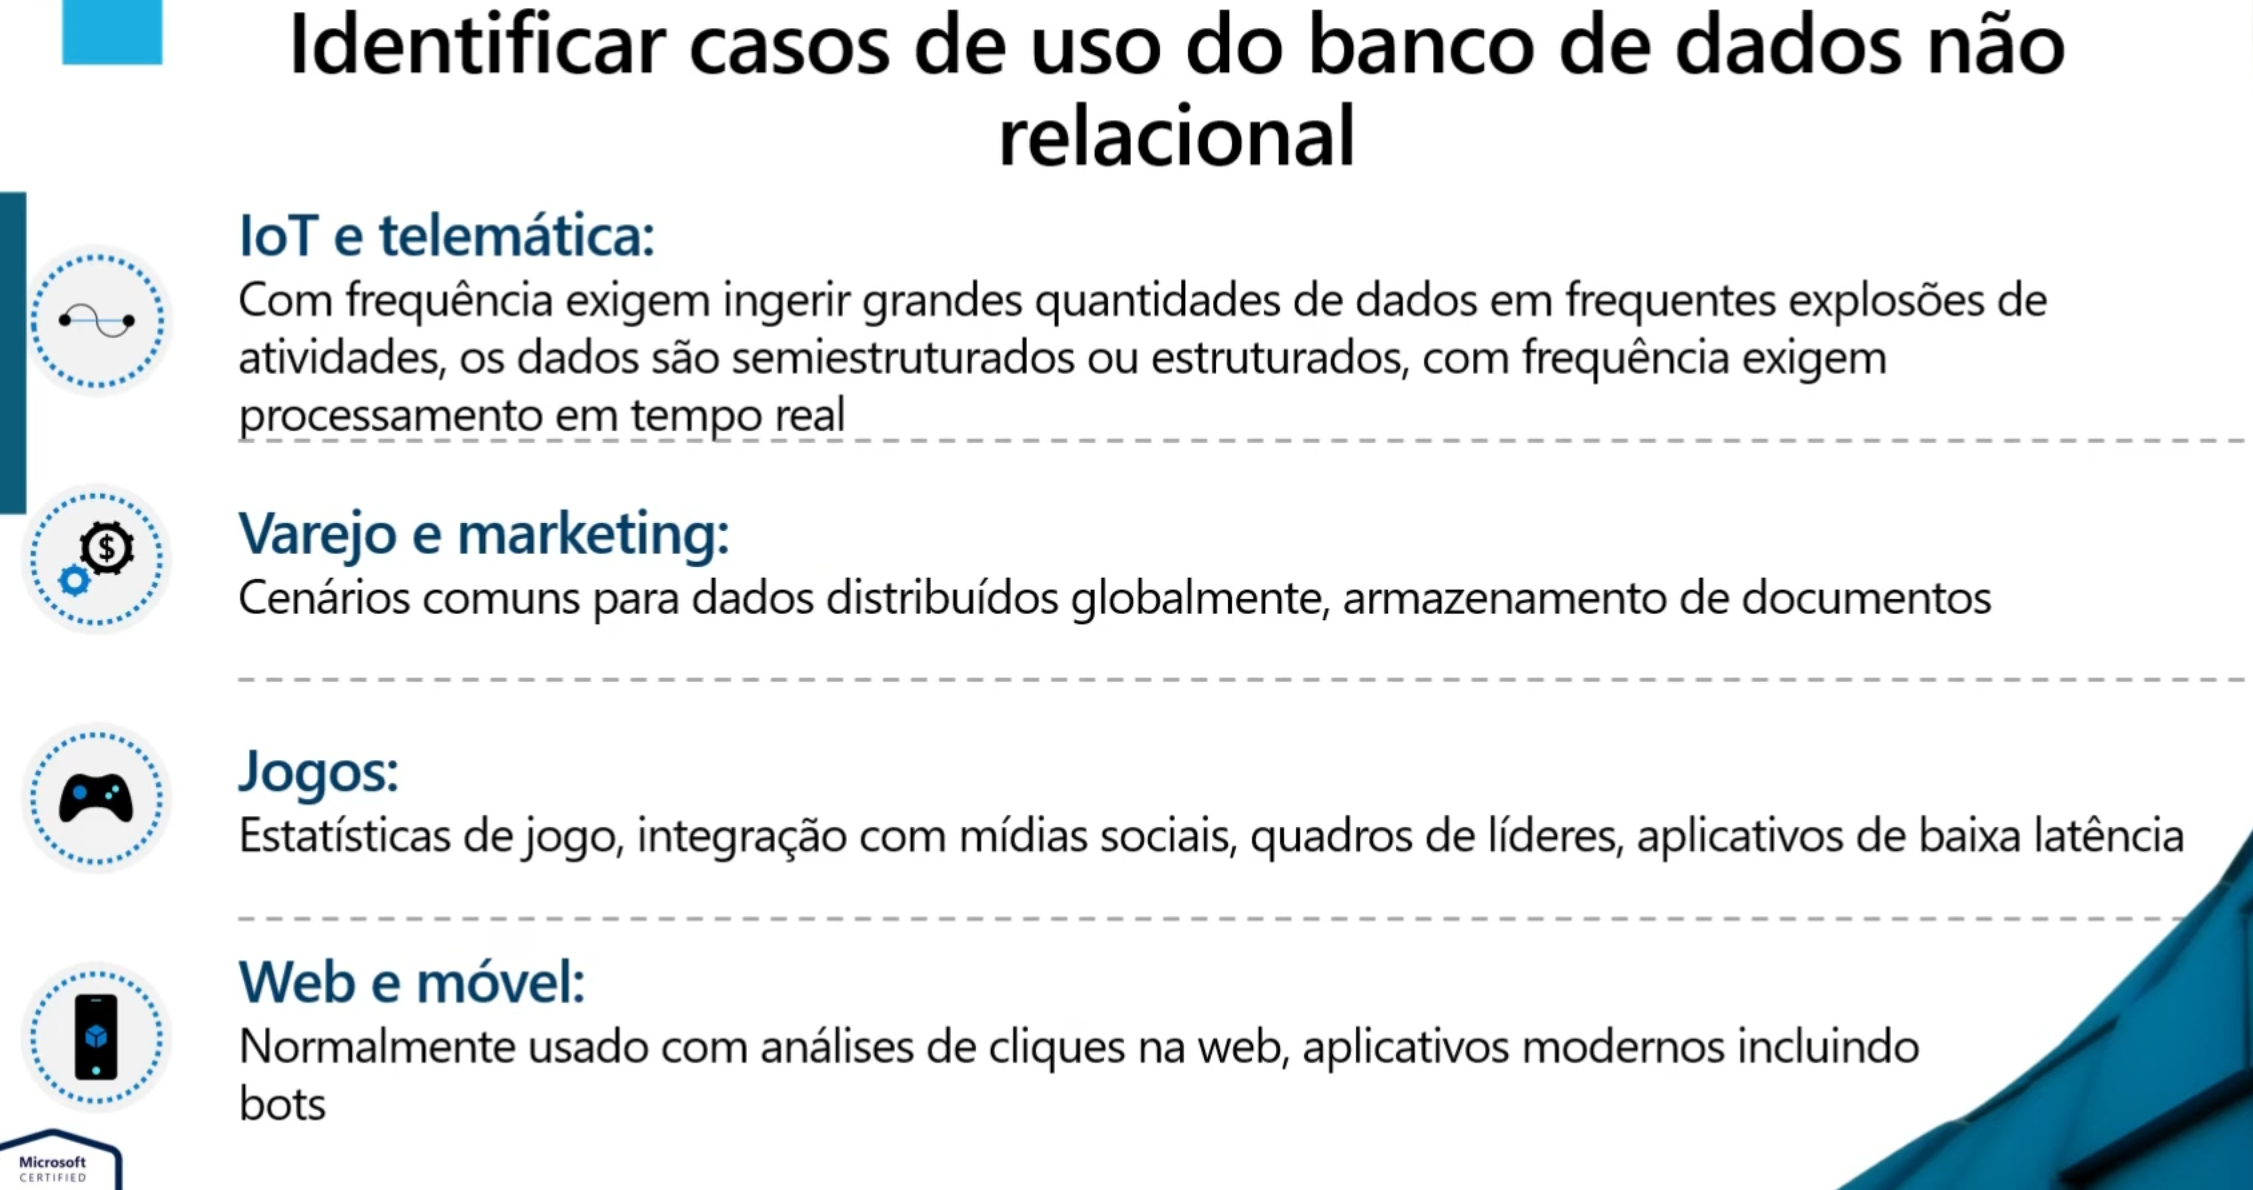 Identificar casos de uso do banco de dados não
relacional
IoT e telemática:
Com frequência exigem ingerir grandes quantidades de dados em frequentes explosões de
atividades, os dados são semiestruturados ou estruturados, com frequência exigem
processamento em tempo real
$
Varejo e marketing:
Cenários comuns para dados distribuídos globalmente, armazenamento de documentos
Jogos:
Estatísticas de jogo, integração com mídias sociais, quadros de líderes, aplicativos de baixa latência
Web e móvel:
Normalmente usado com análises de cliques na web, aplicativos modernos incluindo
bots
Microsoft
CERTIFIED